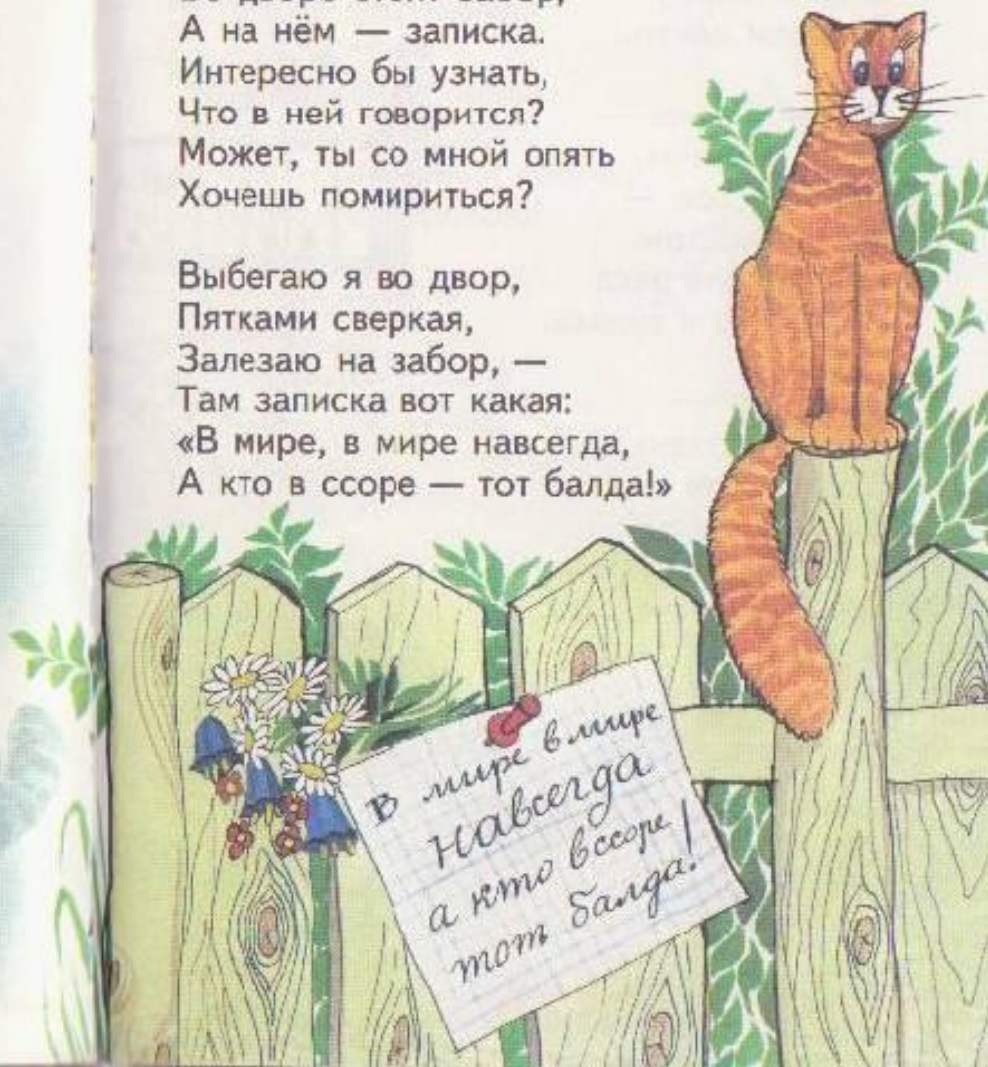 А на нём — записка.
Интересно бы узнать,
Что в ней говорится?
Может, ты со мной опять
Хочешь помириться?
Выбегаю я во двор,
Пятками сверкая,
Залезаю на забор, —
Там записка вот какая:
«В мире, в мире навсегда,
А кто в ссоре — тот балда!»
В мире в мире
навсегда
а кто в ссоре
тот балда!